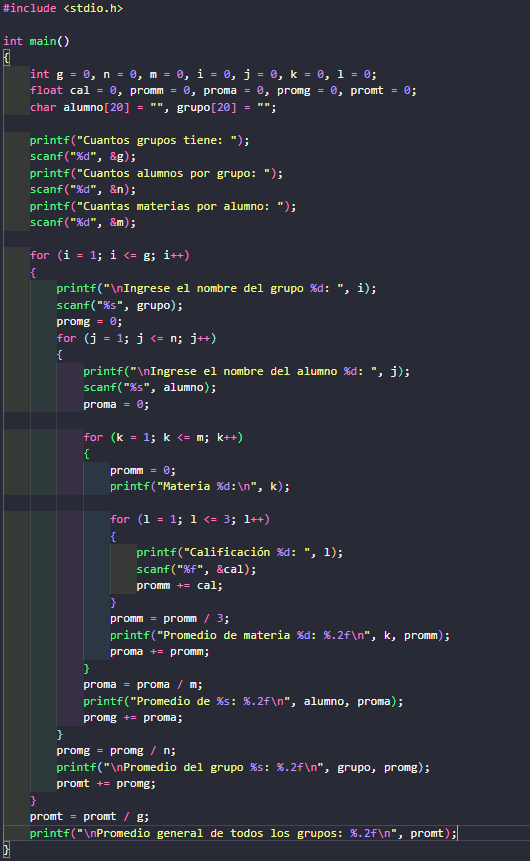 #include <stdio.h>
int main()
{
int g = 0, n = 0, m = 0, i = 0, j = 0, k = 0, l = 0;
float cal = 0, promm = 0, proma = 0, promg = 0, promt = 0;
char alumno[20] = "", grupo[20] = "";
printf("Cuantos grupos tiene: ");
scanf("%d", &g);
printf("Cuantos alumnos por grupo: ");
scanf("%d", &n);
printf("Cuantas materias por alumno: ");
scanf("%d", &m);
for (i = 1; i <= g; i++)
{
printf("\nIngrese el nombre del grupo %d: ", i);
scanf("%s", grupo);
promg = 0;
for (j = 1; j <= n; j++)
{
printf("\nIngrese el nombre del alumno %d: ", j);
scanf("%s", alumno);
proma = 0;
for (k = 1; k <= m; k++)
{
promm = 0;
printf("Materia %d:\n", k);
for (l = 1; l <= 3; l++)
{
printf("Calificación %d: ", l);
scanf("%f", &cal);
promm += cal;
}
promm = promm / 3;
printf("Promedio de materia %d: %.2f\n", k, promm);
proma += promm;
}
proma = proma / m;
printf("Promedio de %s: %.2f\n", alumno, proma);
promg += proma;
}
promg = promg / n;
printf("\nPromedio del grupo %s: %.2f\n", grupo, promg);
promt += promg;
}
promt = promt / g;
printf("\nPromedio general de todos los grupos: %.2f\n", promt);
}